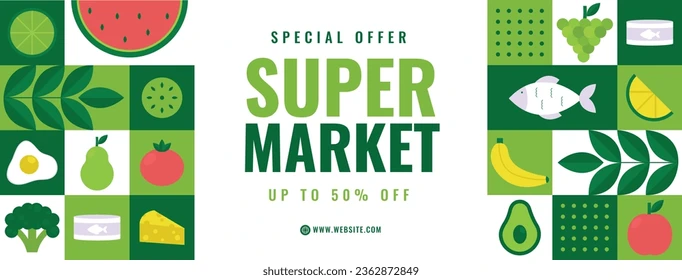 SPECIAL OFFER
SUPER
MARKET
UP TO 50% OFF
WWW.WEBSITE.COM
shutterstock.com · 2362872849